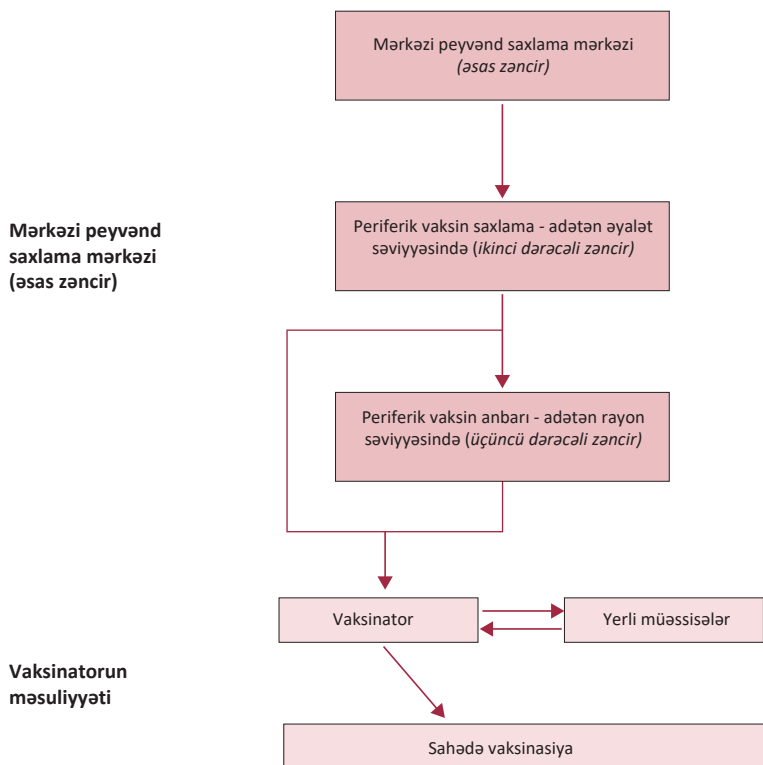 Mərkəzi peyvənd saxlama mərkəzi
(əsas zəncir)
Mərkəzi peyvənd
saxlama mərkəzi
(əsas zəncir)
Periferik vaksin saxlama - adətən əyalət
səviyyəsində (ikinci dərəcəli zəncir)
Periferik vaksin anbarı - adətən rayon
səviyyəsində (üçüncü dərəcəli zəncir)
Vaksinator
Yerli müəssisələr
Vaksinatorun
məsuliyyəti
Sahədə vaksinasiya